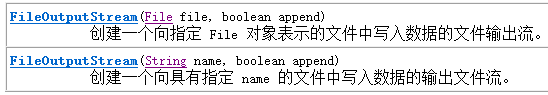 FileOutputStream(File file, boolean append)
创建一个向指定 File 对象表示的文件中写入数据的文件输出流。
FileOutputStream(String name, boolean append)
创建一个向具有指定 name 的文件中写入数据的输出文件流。